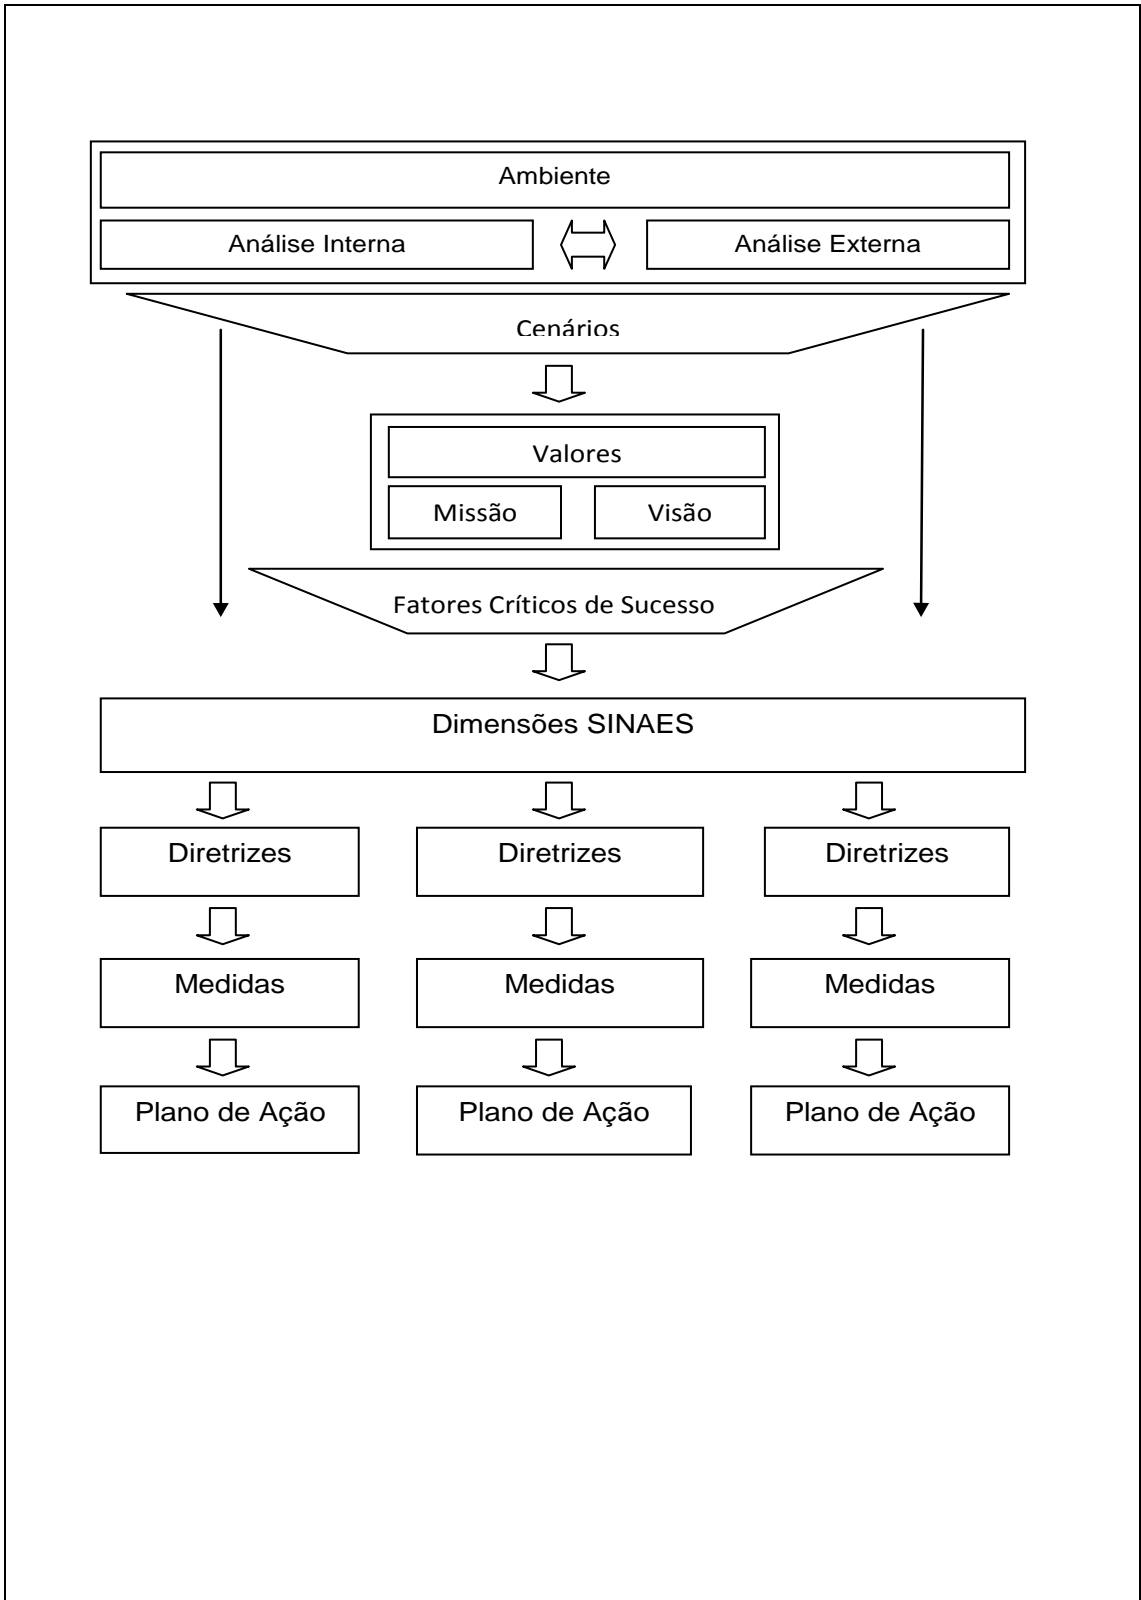 Ambiente
Análise Interna
Análise Externa
Cenários
Valores
Missão
Visão
Fatores Críticos de Sucesso
Dimensões SINAES
Diretrizes
Diretrizes
Diretrizes
Medidas
Medidas
Medidas
Plano de Ação
Plano de Ação
Plano de Ação